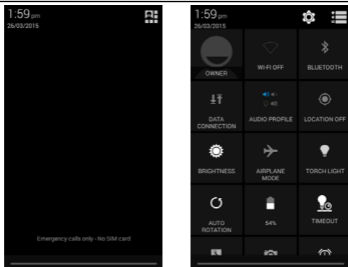 1:59 pm
26/03/2015
Emergency calls only - No SIM card
1:59 pm
26/03/2015
OWNER
WI-FI OFF
BLUETOOTH
DATA
CONNECTION
AUDIO PROFILE
LOCATION OFF
BRIGHTNESS
AIRPLANE
MODE
TORCH LIGHT
AUTO
ROTATION
54%
TIMEOUT